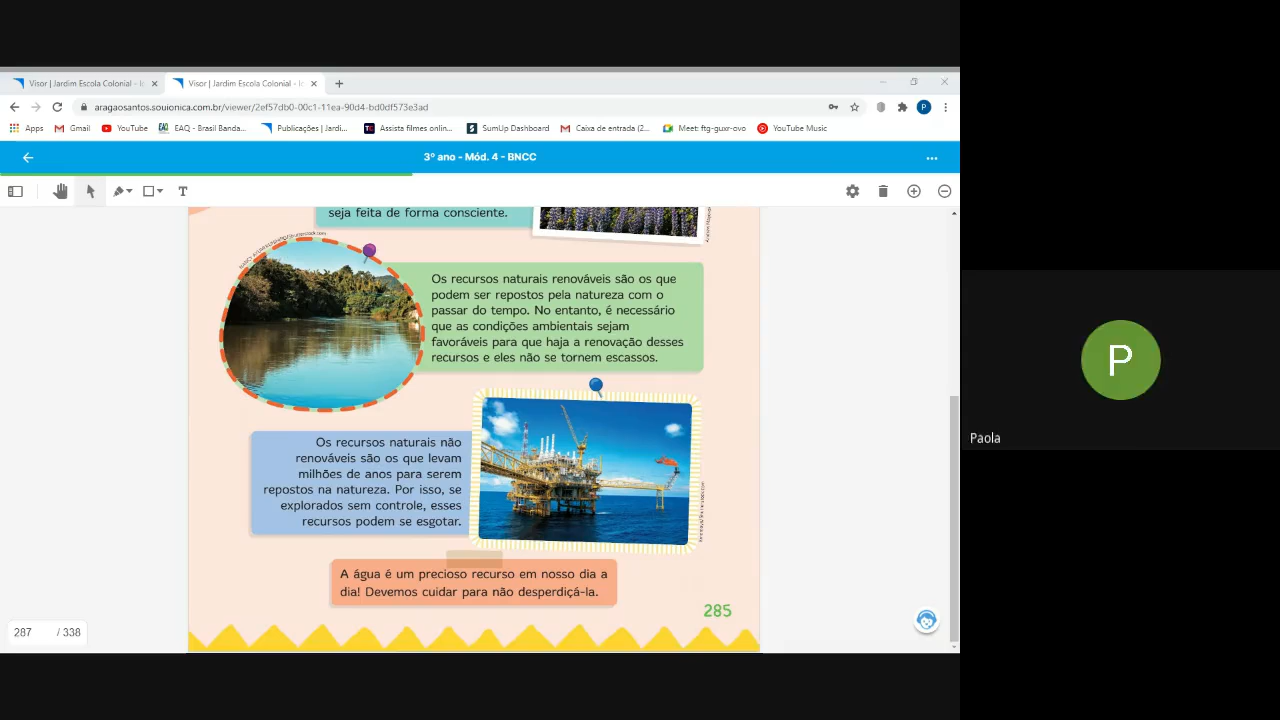 Visor | Jardim Escola Colonial - Ic
Visor | Jardim Escola Colonial - Ic
aragaosantos.souionica.com.br/viewer/2ef57db0-00c1-11ea-90d4-bd0df573e3ad
Apps
Gmail
YouTube
EAQ - Brasil Banda...
Publicações | Jardi...
Assista filmes onlin...
SumUp Dashboard
Caixa de entrada (2...
Meet: ftg-guxr-ovo
YouTube Music
3º ano - Mód. 4 - BNCC
seja feita de forma consciente.
Os recursos naturais renováveis são os que
podem ser repostos pela natureza com o
passar do tempo. No entanto, é necessário
que as condições ambientais sejam
favoráveis para que haja a renovação desses
recursos e eles não se tornem escassos.
Os recursos naturais não
renováveis são os que levam
milhões de anos para serem
repostos na natureza. Por isso, se
explorados sem controle, esses
recursos podem se esgotar.
A água é um precioso recurso em nosso dia a
dia! Devemos cuidar para não desperdiçá-la.
285
287 / 338
P
Paola